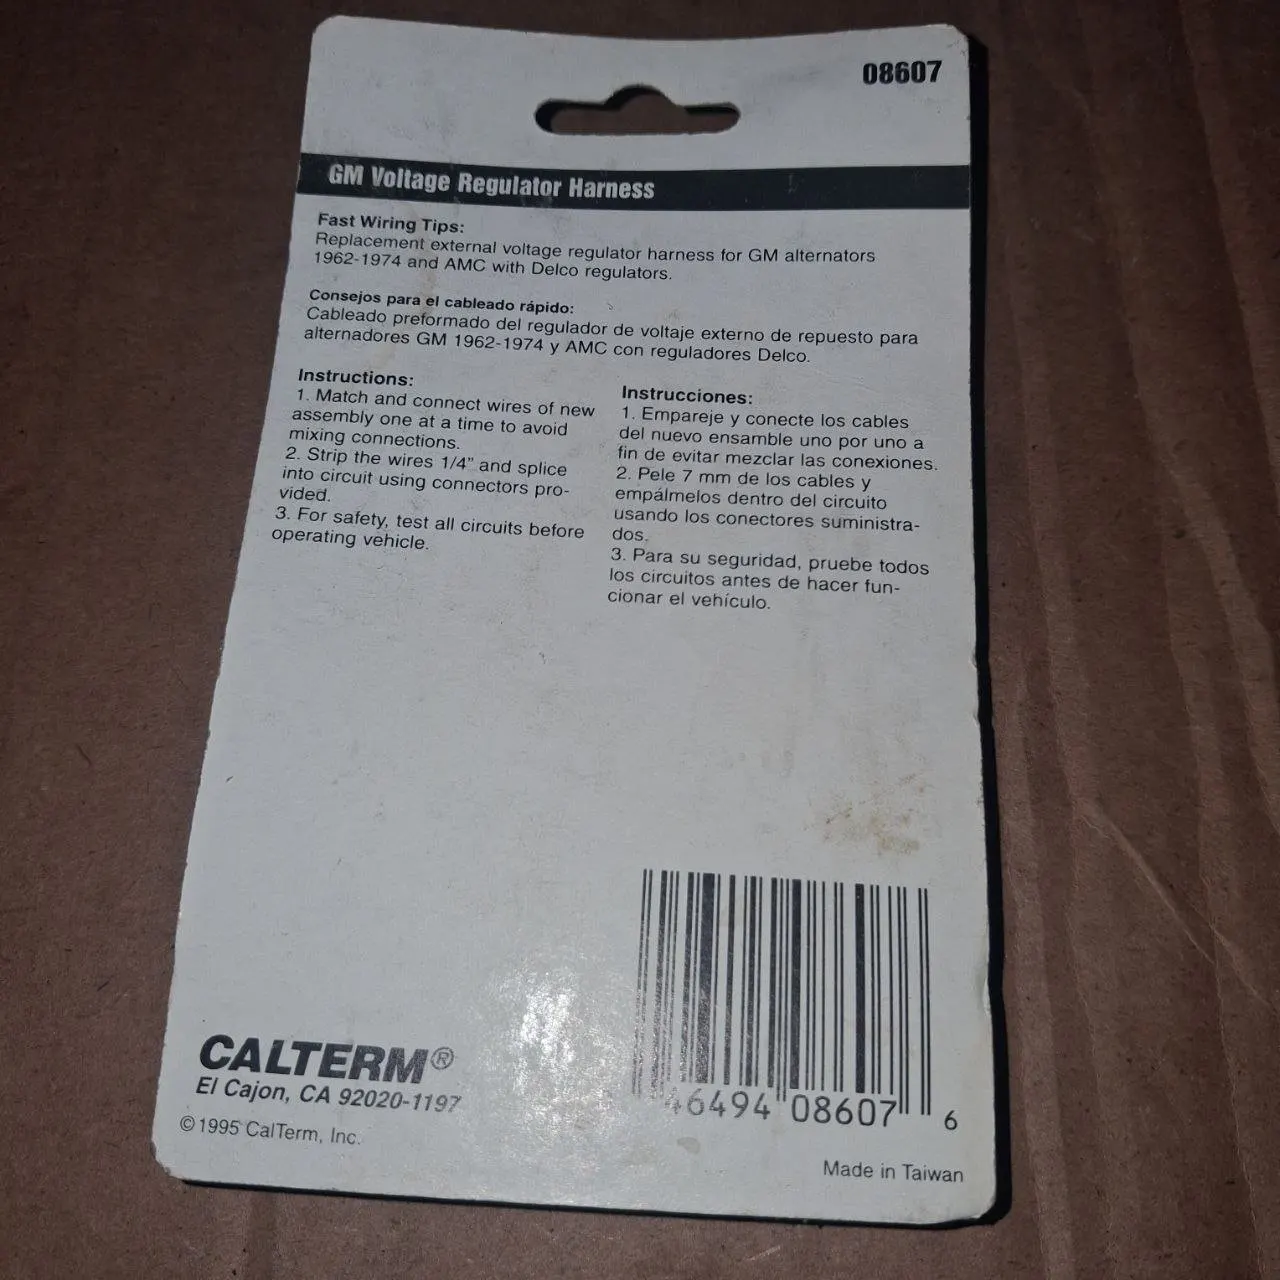 08607
GM Voltage Regulator Harness
Fast Wiring Tips:
Replacement external voltage regulator harness for GM alternators
1962-1974 and AMC with Delco regulators.
Consejos para el cableado rápido:
Cableado preformado del regulador de voltaje externo de repuesto para
alternadores GM 1962-1974 y AMC con reguladores Delco.
Instructions:
1. Match and connect wires of new
assembly one at a time to avoid
mixing connections.
2. Strip the wires 1/4" and splice
into circuit using connectors pro-
vided.
3. For safety, test all circuits before
operating vehicle.
Instrucciones:
1. Empareje y conecte los cables
del nuevo ensamble uno por uno a
fin de evitar mezclar las conexiones.
2. Pele 7 mm de los cables y
empálmelos dentro del circuito
usando los conectores suministra-
dos.
3. Para su seguridad, pruebe todos
los circuitos antes de hacer fun-
cionar el vehículo.
CALTERM®
El Cajon, CA 92020-1197
©1995 CalTerm, Inc.
46494 08607 6
Made in Taiwan